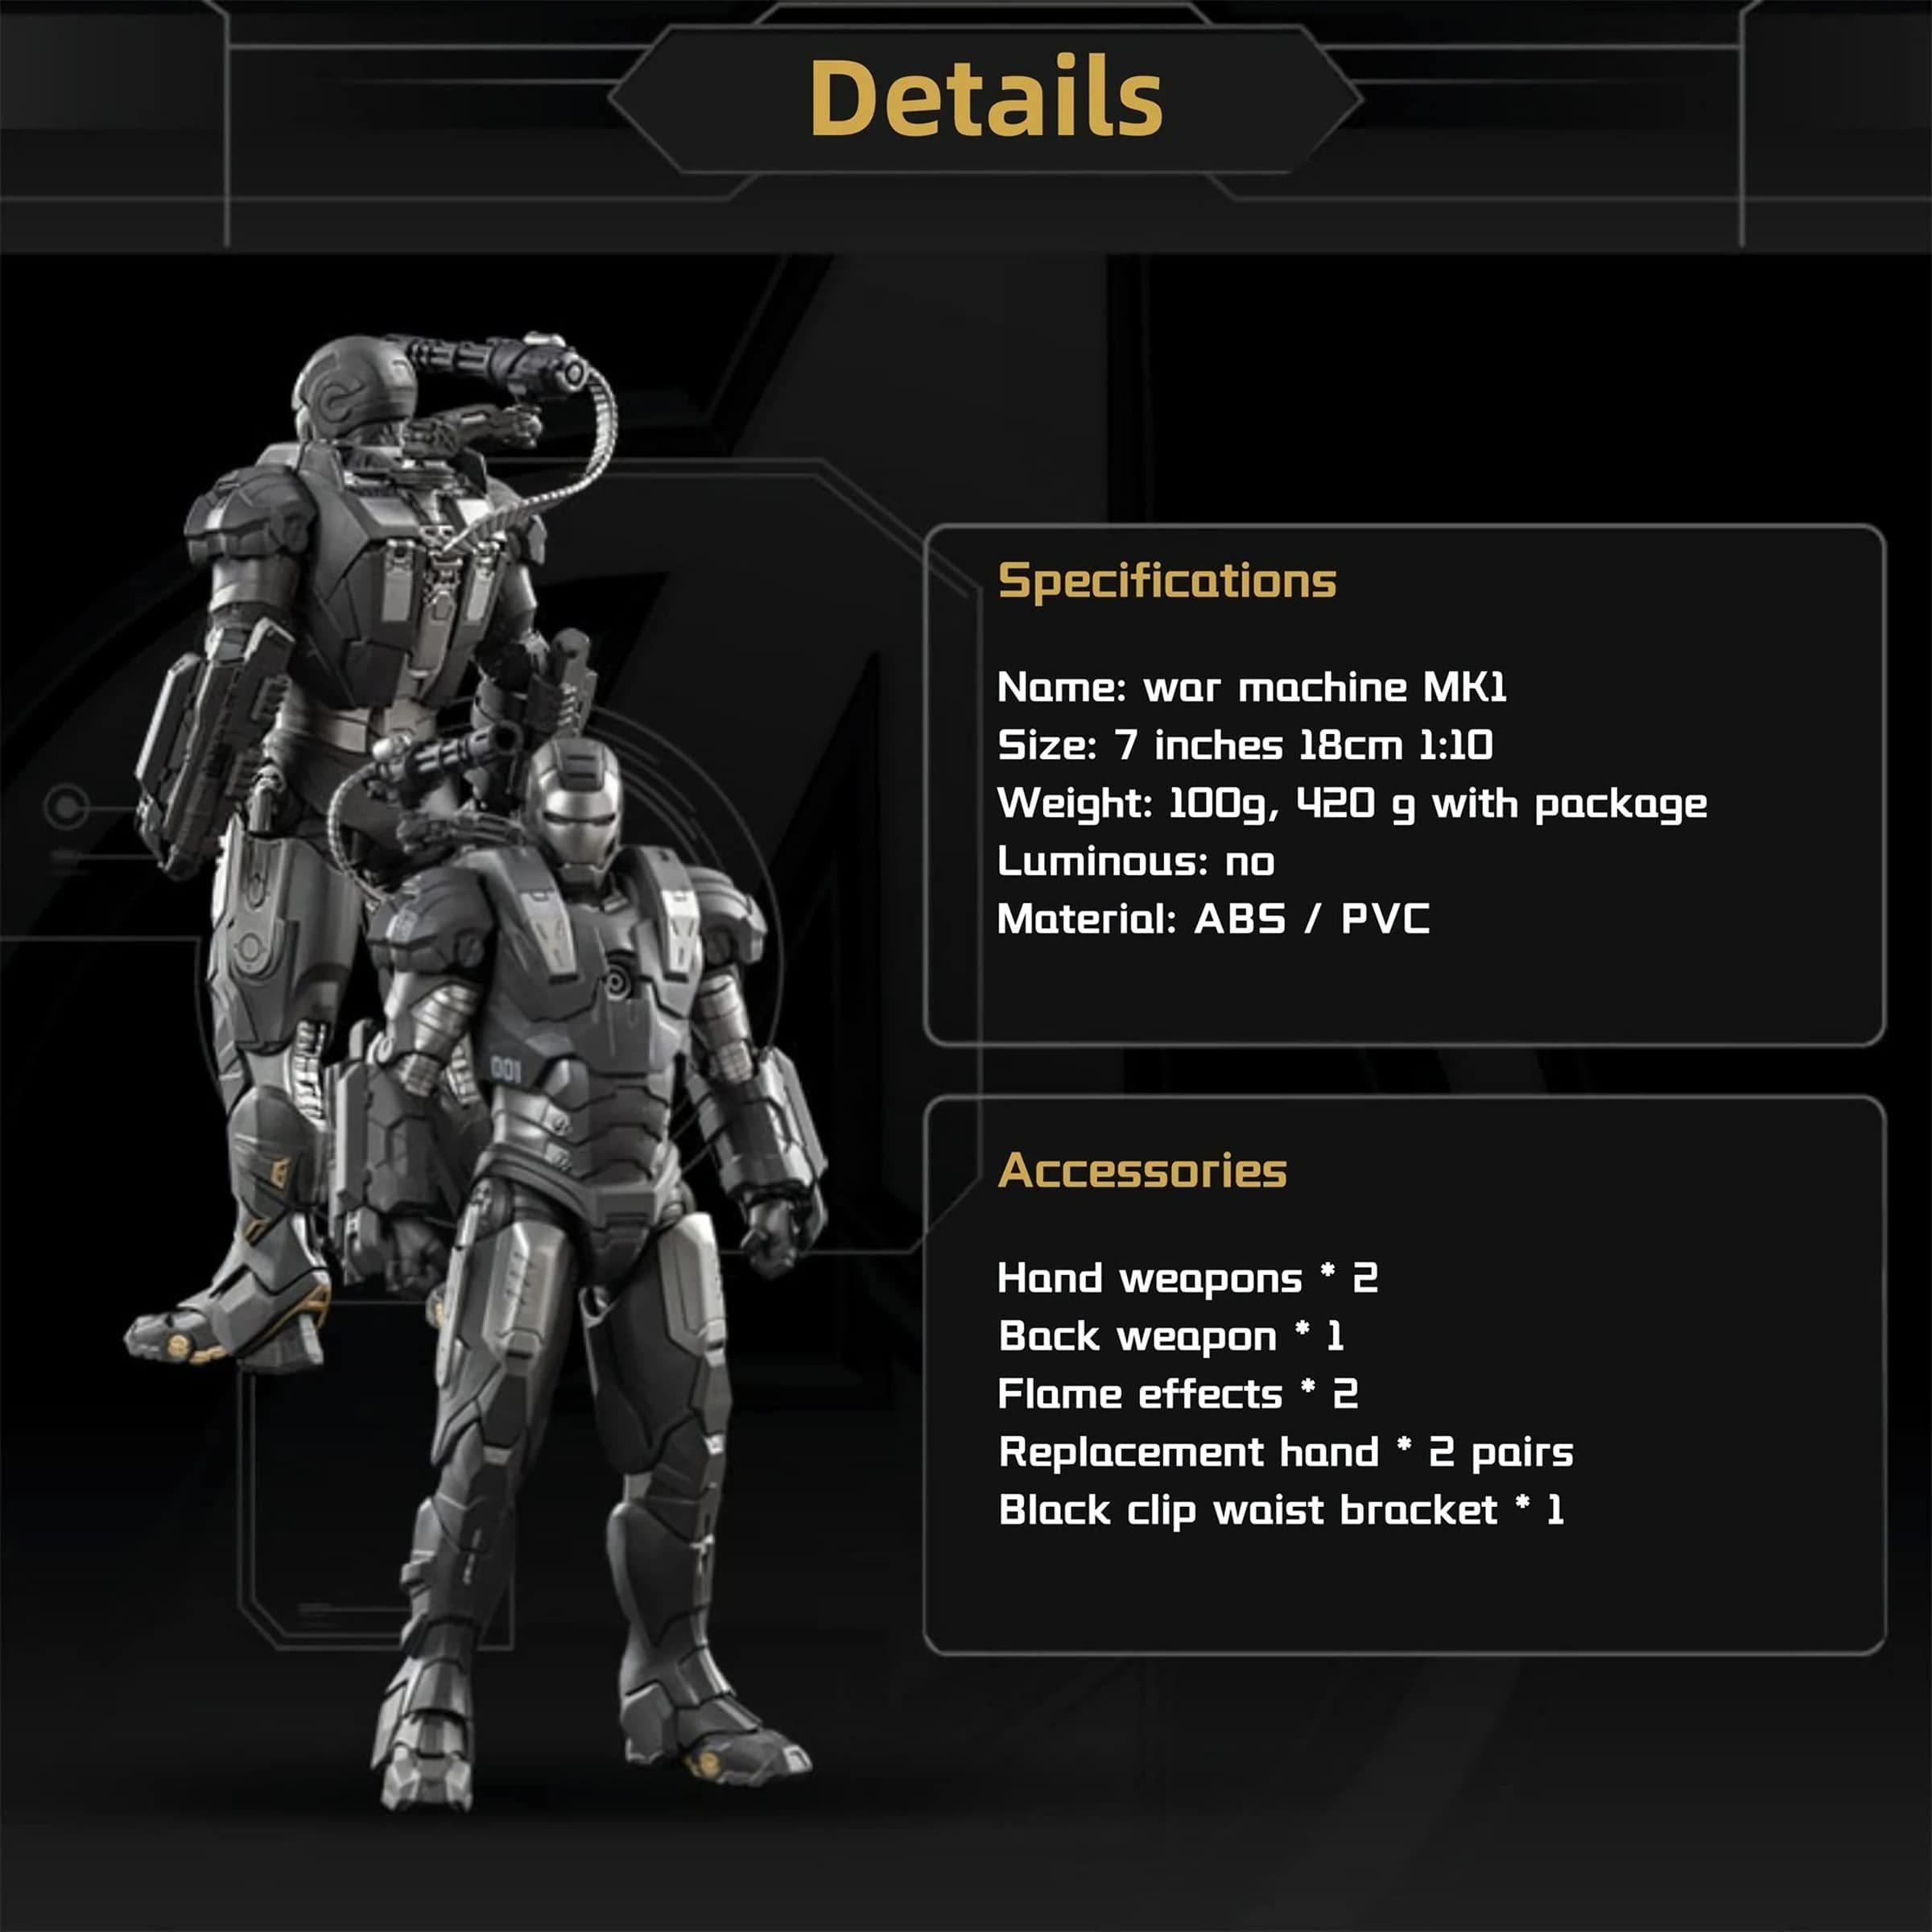 Details
Specifications
Name: war machine MK1
Size: 7 inches 18cm 1:10
Weight: 100g, 420 g with package
Luminous: no
Material: ABS / PVC
001
Accessories
Hand weapons * 2
Back weapon * 1
Flame effects * 2
Replacement hand * 2 pairs
Black clip waist bracket * 1